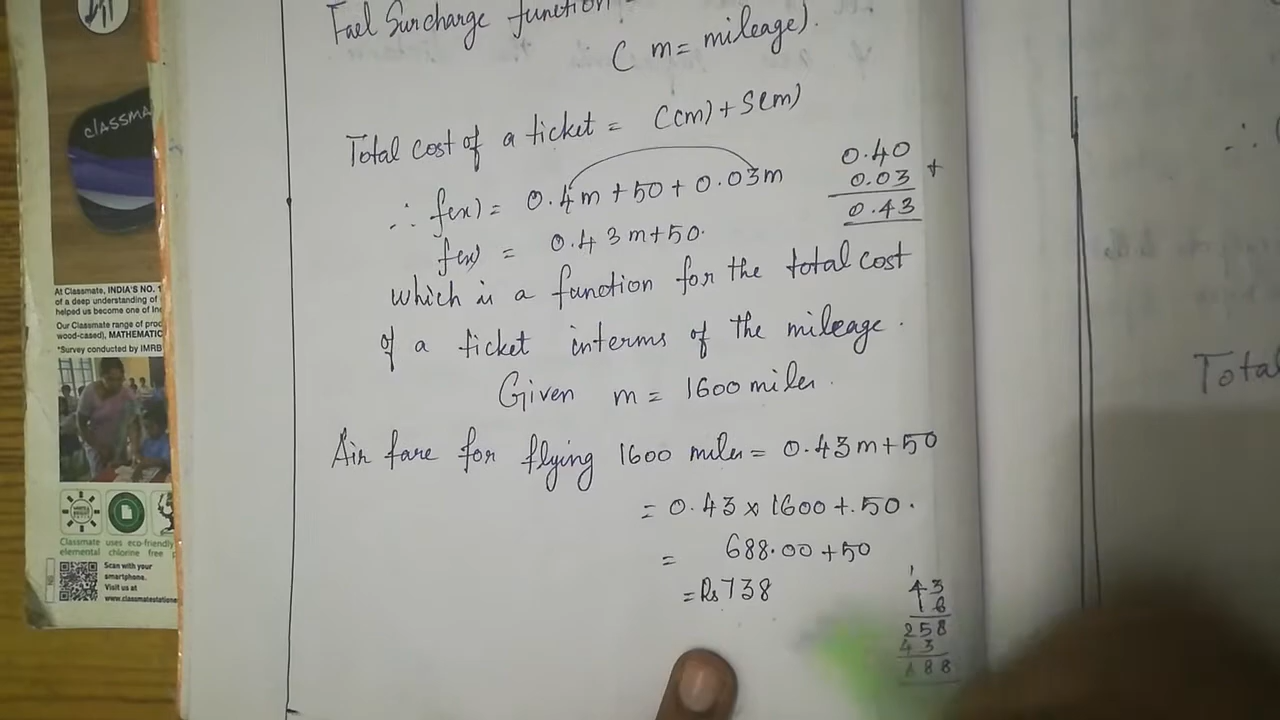 Fuel Surcharge function
( m = mileage).
Total cost of a ticket = C(m) + S(m)
∴ f(x) = 0.4m + 50 + 0.03m
0.40
0.03 +
0.43
f(x) = 0.43m+50.
which is a function for the total cost
of a ticket interms of the mileage.
Given m = 1600 miles.
Air fare for flying 1600 miles = 0.43m+50
= 0.43 × 1600 + 50.
= 688.00 + 50
= Rs 738
1
43
16
258
43
688
CLASSMA
At Classmate, INDIA'S NO. 1
of a deep understanding of
helped us become one of In
Our Classmate range of prod
wood-cased), MATHEMATIC
*Survey conducted by IMRB
Classmate uses eco-friendly
elemental chlorine free p
Scan with your
smartphone.
Visit us at
www.classmatestatione
∴ (
Total